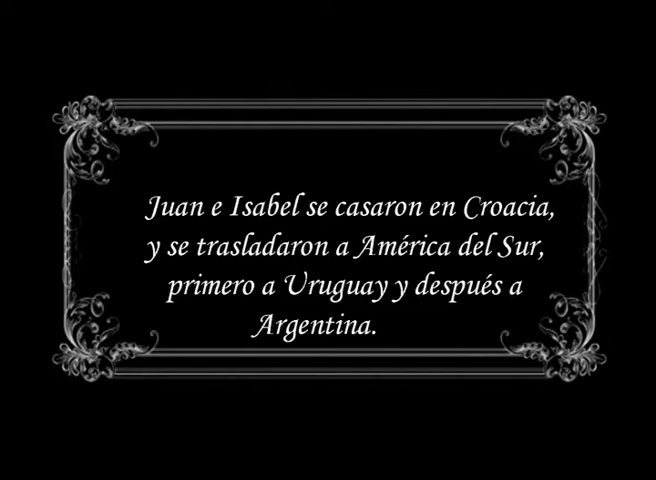 Juan e Isabel se casaron en Croacia,
y se trasladaron a América del Sur,
primero a Uruguay y después a
Argentina.